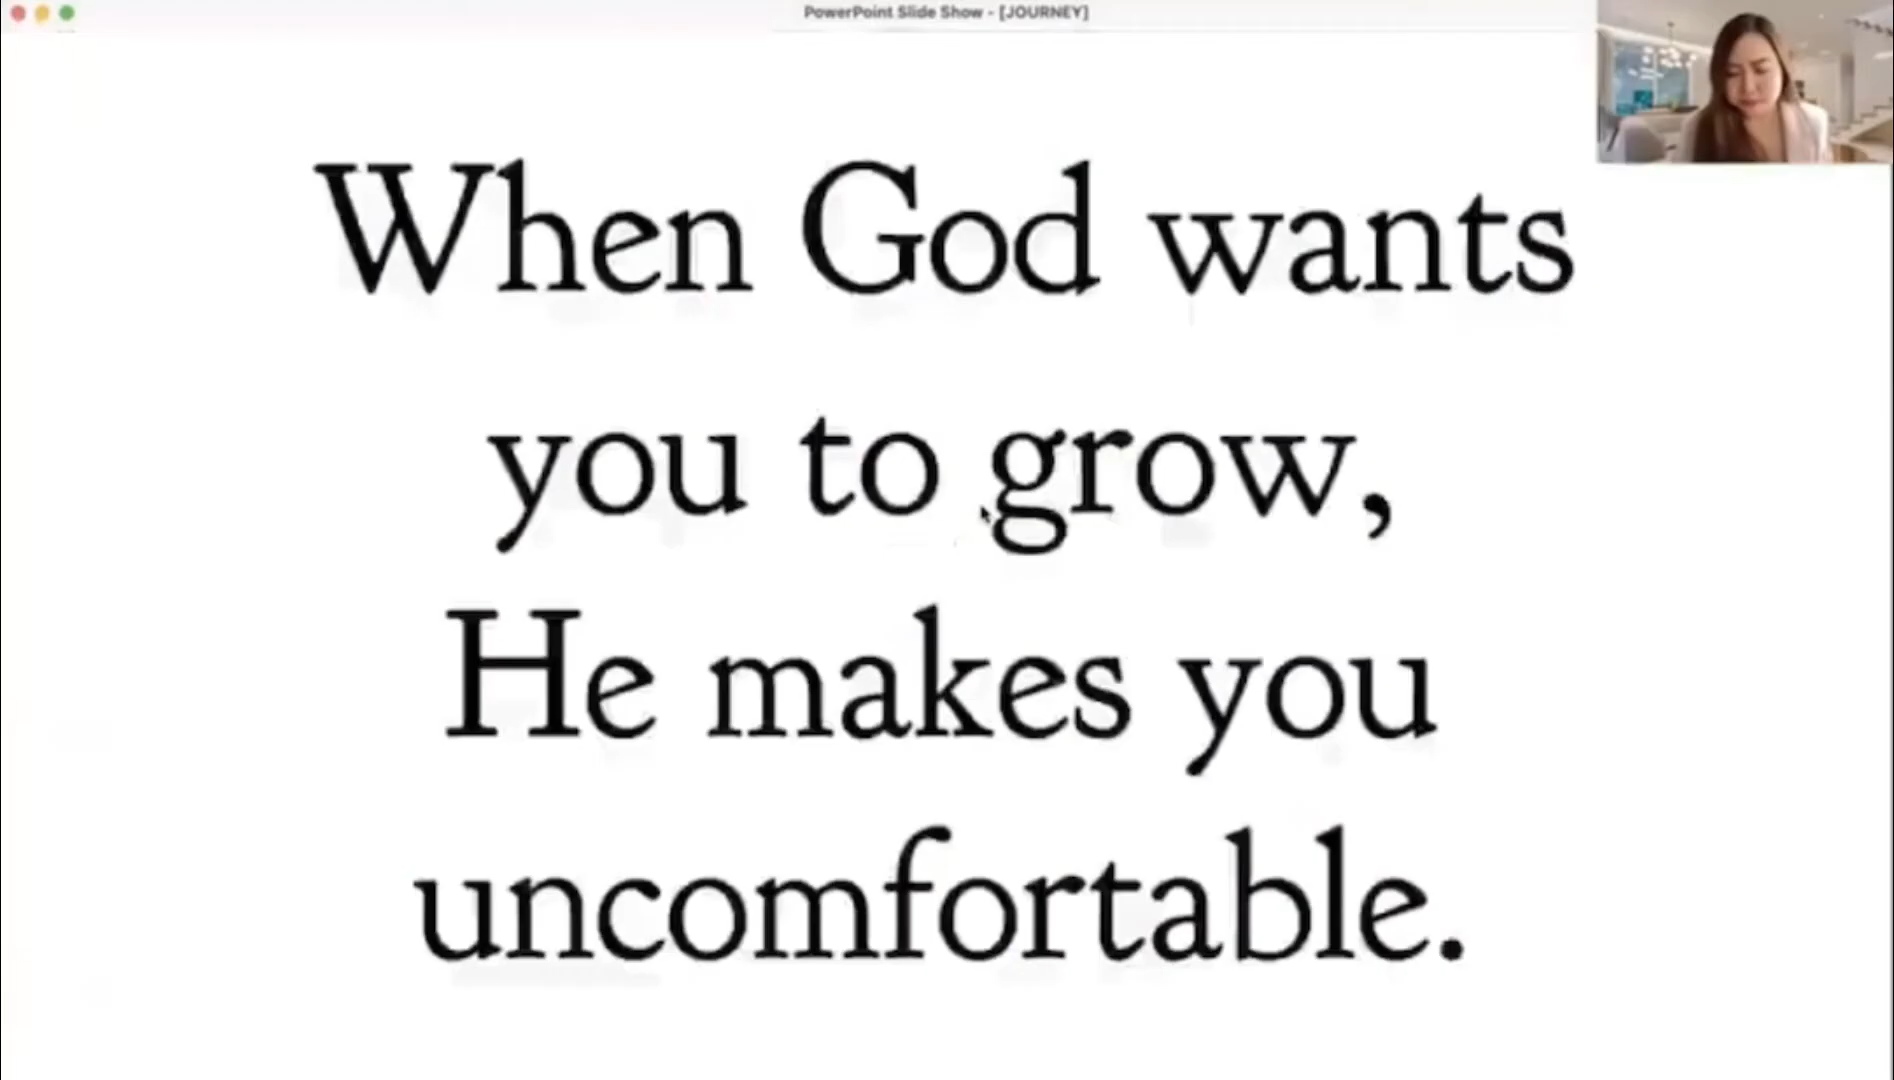 PowerPoint Slide Show - [JOURNEY]
When God wants
you to grow,
He makes you
uncomfortable.